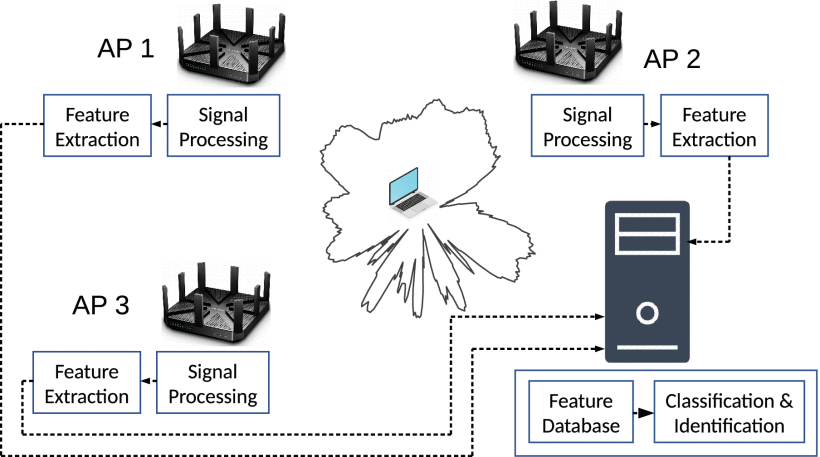 AP 1
AP 2
Feature
Extraction
Signal
Processing
Signal
Processing
Feature
Extraction
AP 3
Feature
Extraction
Signal
Processing
Feature
Database
Classification &
Identification